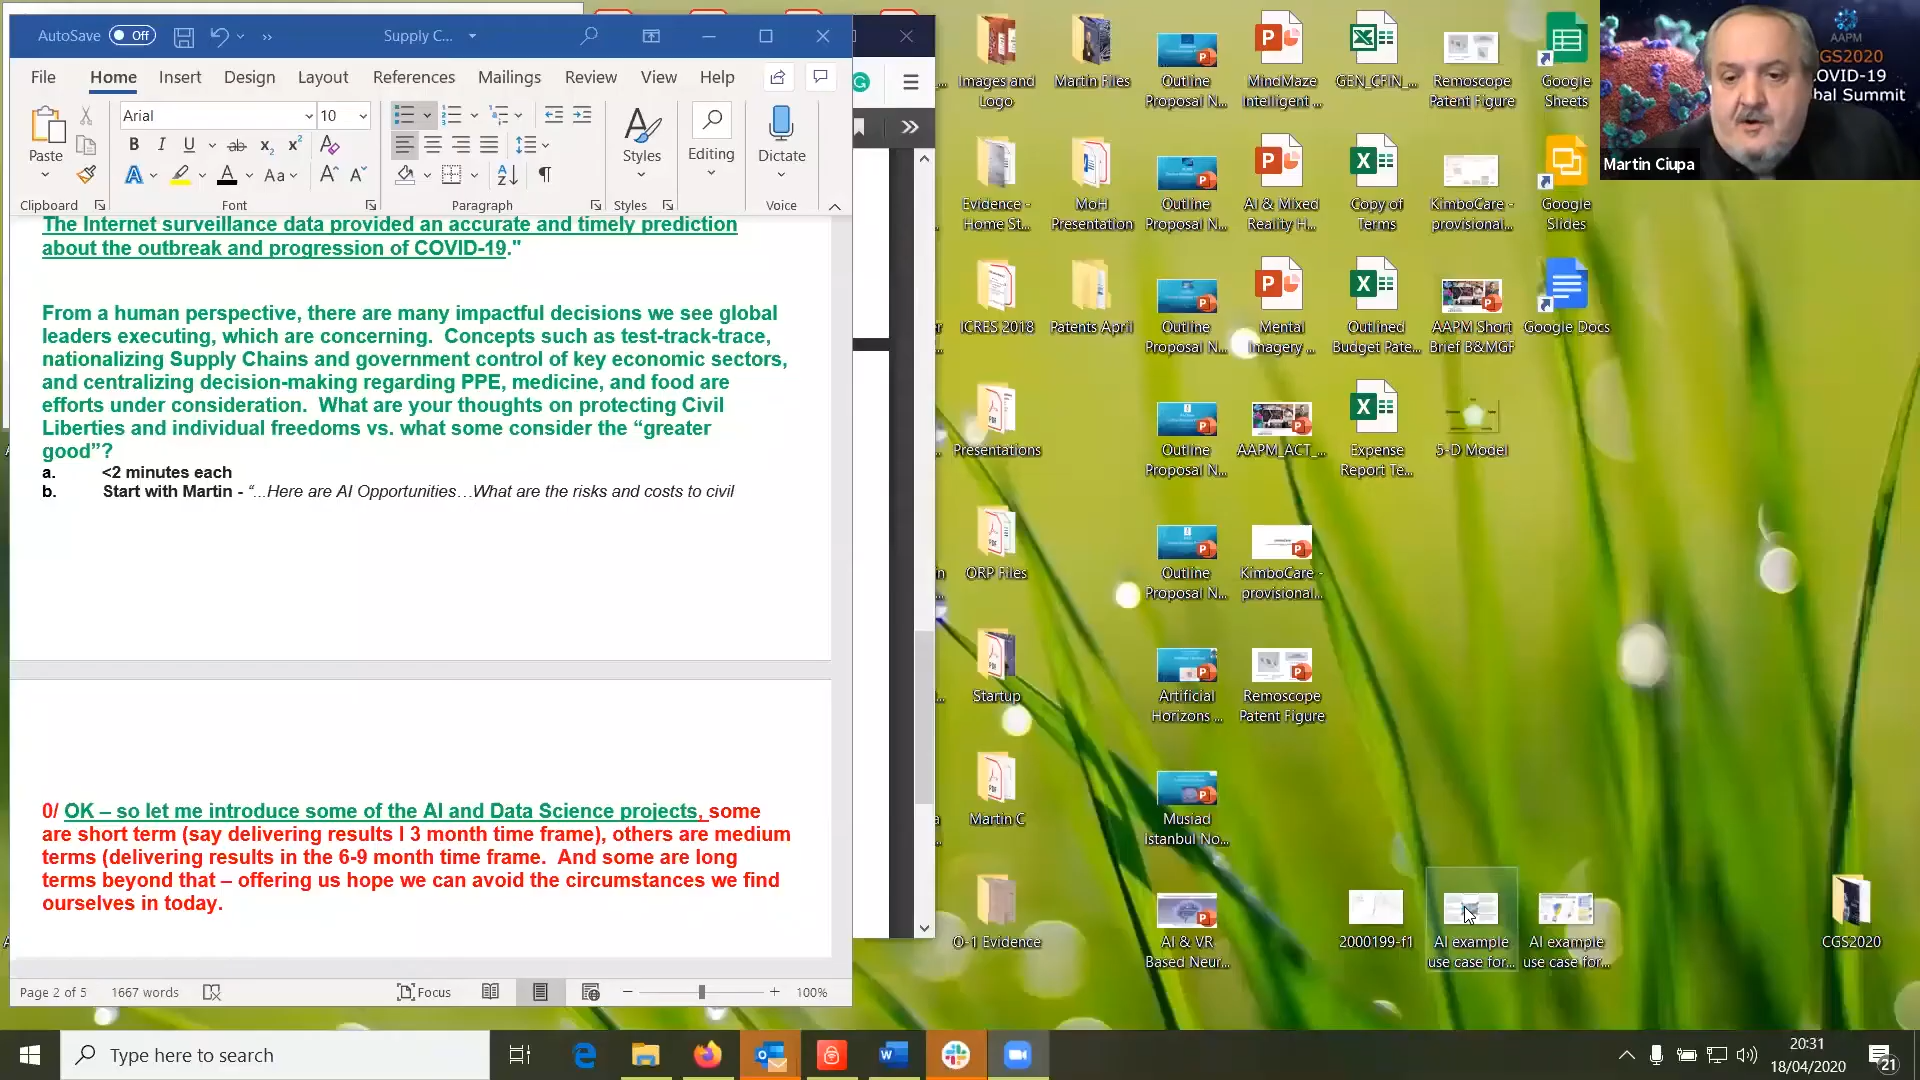 AutoSave Off
Supply C...
File Home Insert Design Layout References Mailings Review View Help
Arial 10
Paste
Styles
Editing
Dictate
Clipboard Font Paragraph Styles Voice
The Internet surveillance data provided an accurate and timely prediction
about the outbreak and progression of COVID-19."
From a human perspective, there are many impactful decisions we see global
leaders executing, which are concerning. Concepts such as test-track-trace,
nationalizing Supply Chains and government control of key economic sectors,
and centralizing decision-making regarding PPE, medicine, and food are
efforts under consideration. What are your thoughts on protecting Civil
Liberties and individual freedoms vs. what some consider the “greater
good”?
a. <2 minutes each
b. Start with Martin - “...Here are AI Opportunities…What are the risks and costs to civil
0/ OK – so let me introduce some of the AI and Data Science projects, some
are short term (say delivering results I 3 month time frame), others are medium
terms (delivering results in the 6-9 month time frame. And some are long
terms beyond that – offering us hope we can avoid the circumstances we find
ourselves in today.
Page 2 of 5 1667 words
Focus
100%
Images and
Logo
Martin Files
Outline
Proposal N...
MindMaze
Intelligent ...
GEN_CFIN_...
Remoscope
Patent Figure
Google
Sheets
Evidence -
Home St...
MoH
Presentation
Outline
Proposal N...
AI & Mixed
Reality H...
Copy of
Terms
KimboCare -
provisional...
Google
Slides
ICRES 2018
Patents April
Outline
Proposal N...
Mental
Imagery ...
Outlined
Budget Pate...
AAPM Short
Brief B&MGF
Google Docs
Presentations
Outline
Proposal N...
AAPM_ACT_...
Expense
Report Te...
5-D Model
ORP Files
Outline
Proposal N...
KimboCare -
provisional...
Startup
Artificial
Horizons ...
Remoscope
Patent Figure
Martin C
Musiad
Istanbul No...
O-1 Evidence
AI & VR
Based Neur...
2000199-f1
AI example
use case for...
AI example
use case for...
CGS2020
AAPM
CGS2020
COVID-19
bal Summit
Martin Ciupa
Type here to search
20:31
18/04/2020
21